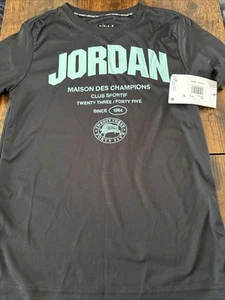 JORDAN
MAISON DES CHAMPIONS
CLUB SPORTIF
TWENTY THREE / FORTY FIVE
SINCE 1984